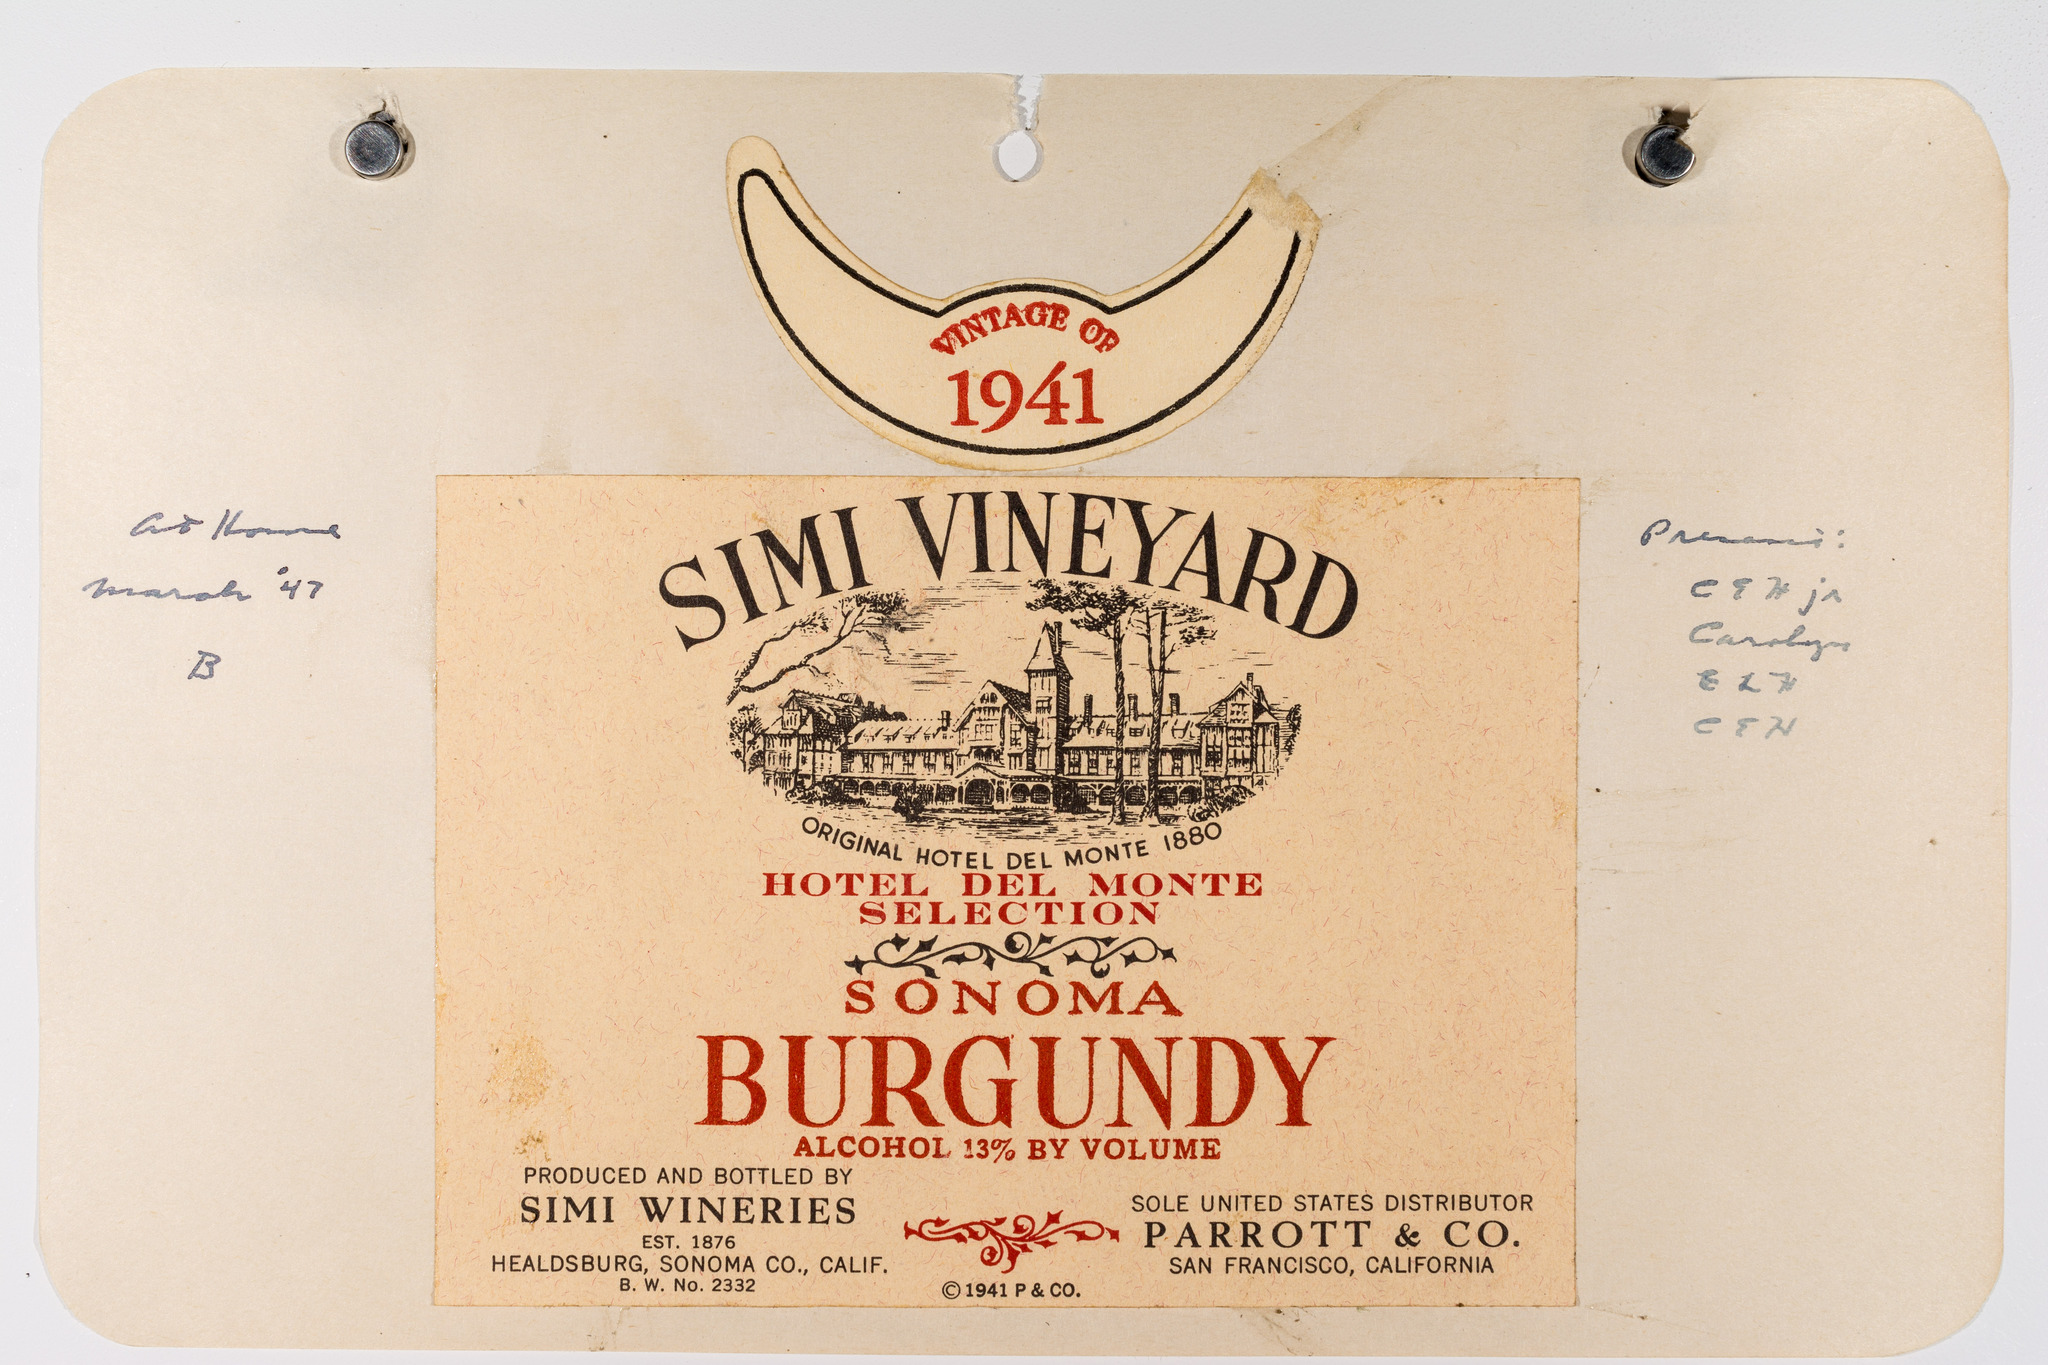 VINTAGE OF
1941
At Home
March '47
B
Present:
C E H jr
Carolyn
E L H
C E H
SIMI VINEYARD
ORIGINAL HOTEL DEL MONTE 1880
HOTEL DEL MONTE
SELECTION
SONOMA
BURGUNDY
ALCOHOL 13% BY VOLUME
PRODUCED AND BOTTLED BY
SIMI WINERIES
EST. 1876
HEALDSBURG, SONOMA CO., CALIF.
B. W. No. 2332
© 1941 P & CO.
SOLE UNITED STATES DISTRIBUTOR
PARROTT & CO.
SAN FRANCISCO, CALIFORNIA